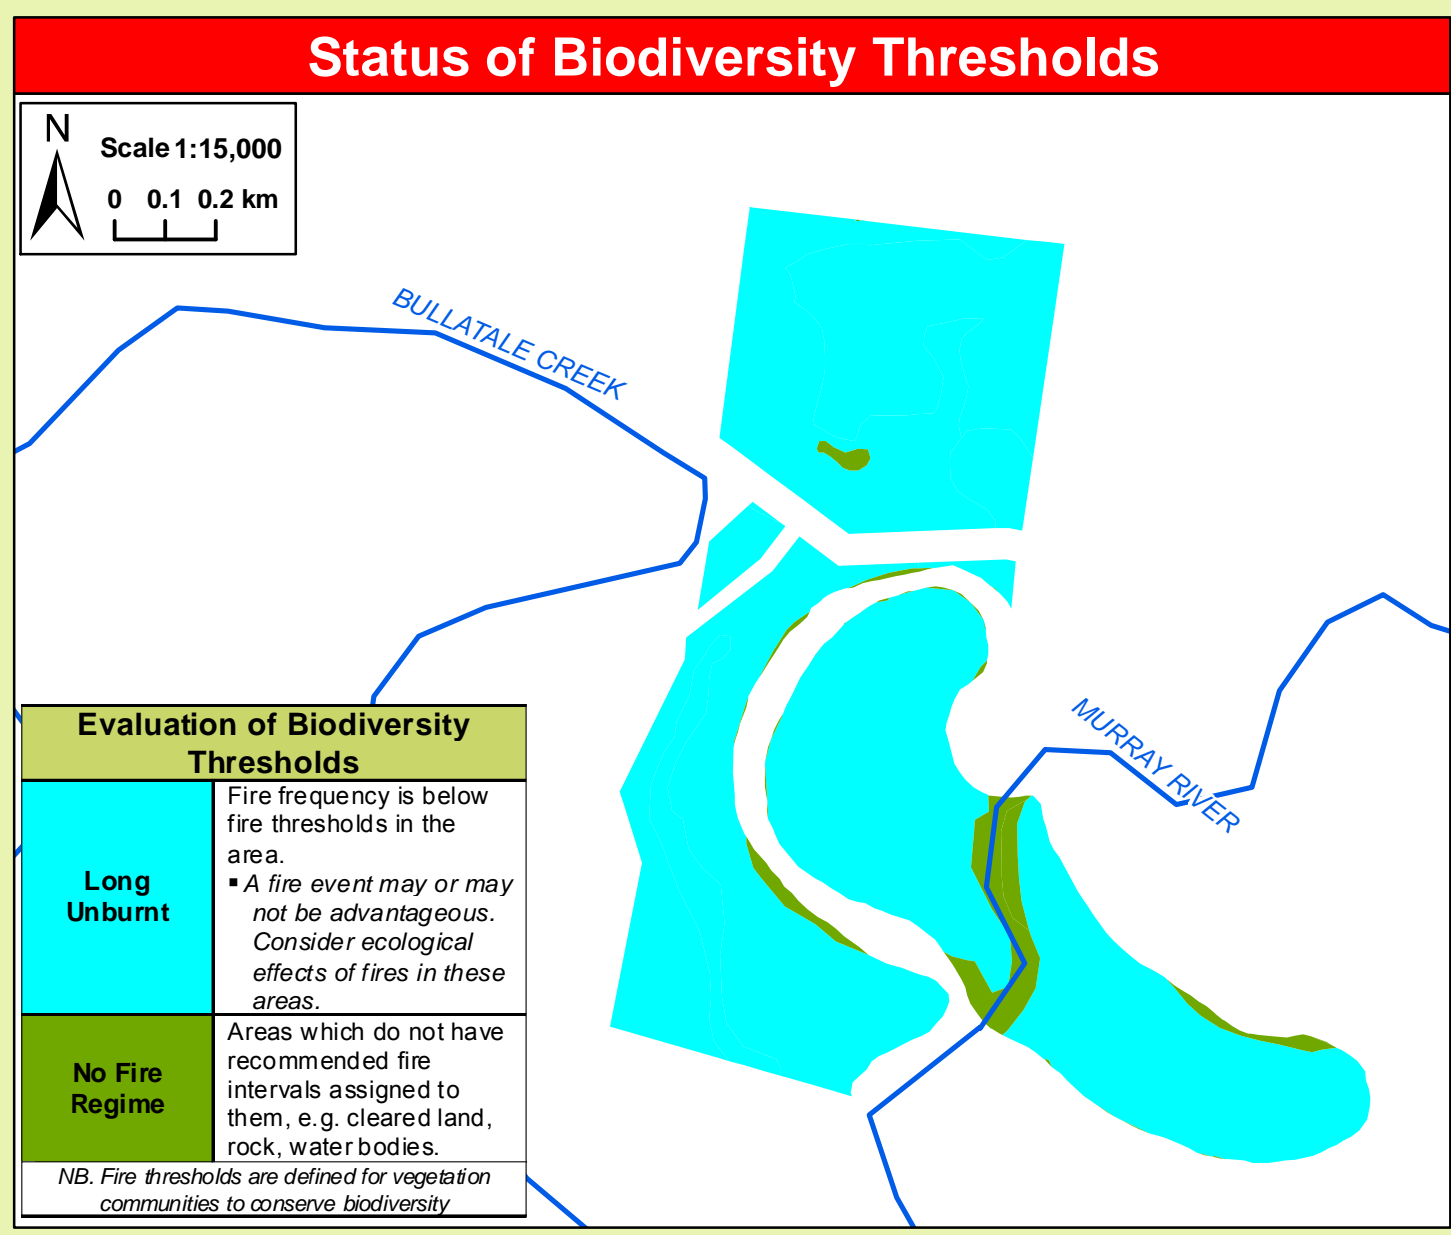 Status of Biodiversity Thresholds
N
Scale 1:15,000
0 0.1 0.2 km
BULLATALE CREEK
MURRAY RIVER
Evaluation of Biodiversity
Thresholds
Long
Unburnt
Fire frequency is below
fire thresholds in the
area.
▪ A fire event may or may
not be advantageous.
Consider ecological
effects of fires in these
areas.
No Fire
Regime
Areas which do not have
recommended fire
intervals assigned to
them, e.g. cleared land,
rock, water bodies.
NB. Fire thresholds are defined for vegetation
communities to conserve biodiversity